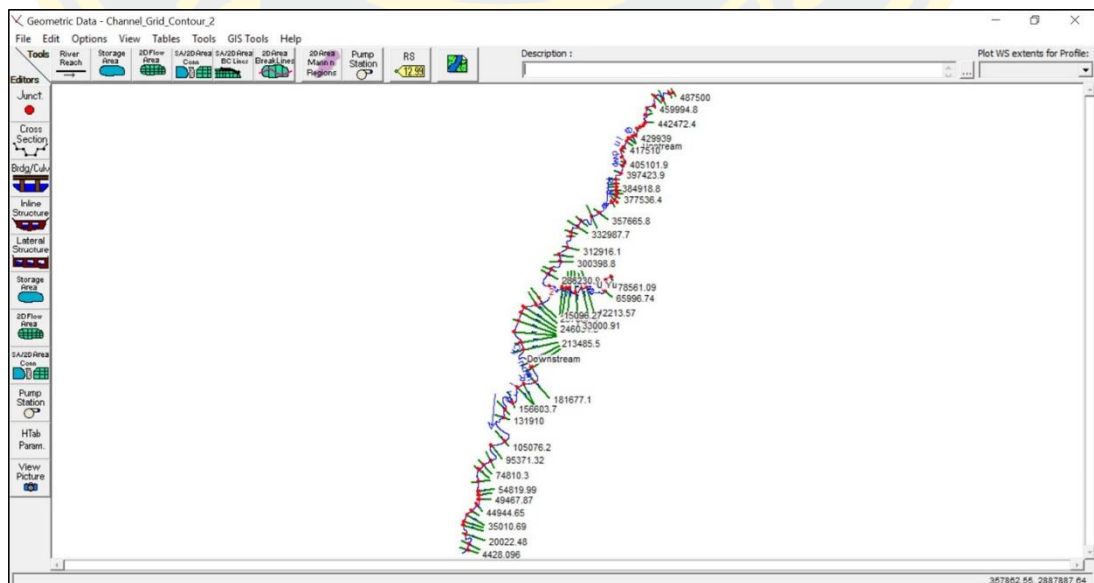 Geometric Data - Channel_Grid_Contour_2
File Edit Options View Tables Tools GIS Tools Help
Tools
Editors
River Reach
Storage Area
2D Flow Area
SA/2D Area Conn
SA/2D Area BC Lines
2D Area BreakLines
2D Area Mann n Regions
Pump Station
RS
12.99
Description :
...
Plot WS extents for Profile:
Junct.
Cross Section
Bridg/Culv
Inline Structure
Lateral Structure
Storage Area
2D Flow Area
SA/2D Area Conn
Pump Station
HTab Param.
View Picture
487500
459994.8
442472.4
429939
417510
405101.9
397423.9
384918.8
377536.4
357665.8
332987.7
312916.1
300398.8
78561.09
65996.74
33000.91
213485.5
Downstream
181677.1
156603.7
131910
105076.2
95371.32
74810.3
54819.99
49467.87
44944.65
35010.69
20022.48
4428.096
357862.55, 2887887.64